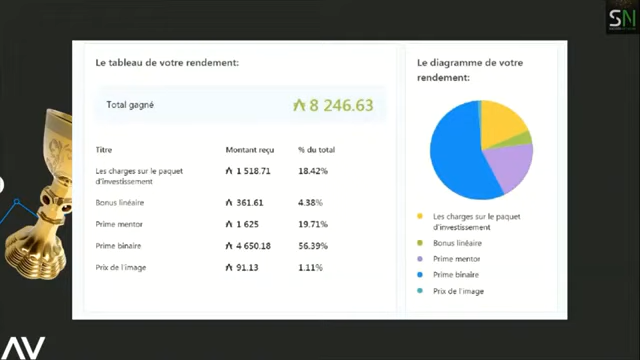 SN
Le tableau de votre rendement:
Total gagné
8 246.63
Titre Montant reçu % du total
Les charges sur le paquet
d'investissement 1 518.71 18.42%
Bonus linéaire 361.61 4.38%
Prime mentor 1 625 19.71%
Prime binaire 4 650.18 56.39%
Prix de l'image 91.13 1.11%
Le diagramme de votre
rendement:
Les charges sur le paquet
d'investissement
Bonus linéaire
Prime mentor
Prime binaire
Prix de l'image
AV